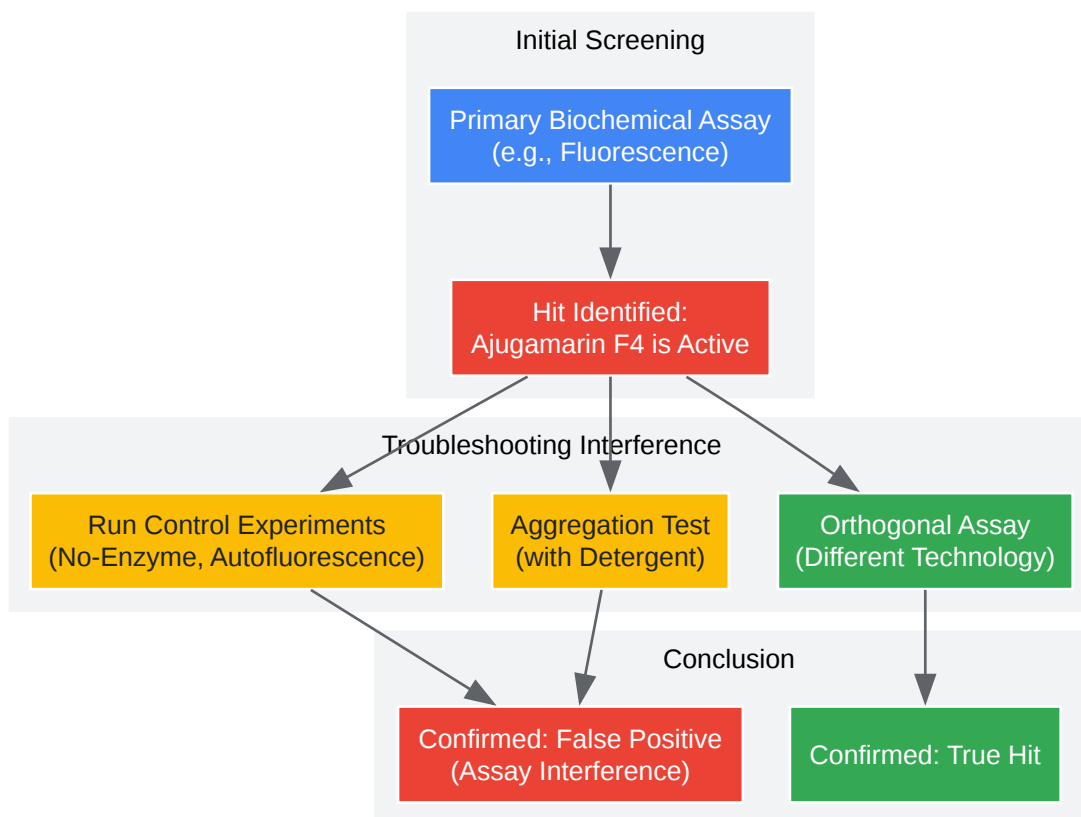 Initial Screening
Primary Biochemical Assay
(e.g., Fluorescence)
Hit Identified:
Ajugamarin F4 is Active
Troubleshooting Interference
Run Control Experiments
(No-Enzyme, Autofluorescence)
Aggregation Test
(with Detergent)
Orthogonal Assay
(Different Technology)
Conclusion
Confirmed: False Positive
(Assay Interference)
Confirmed: True Hit